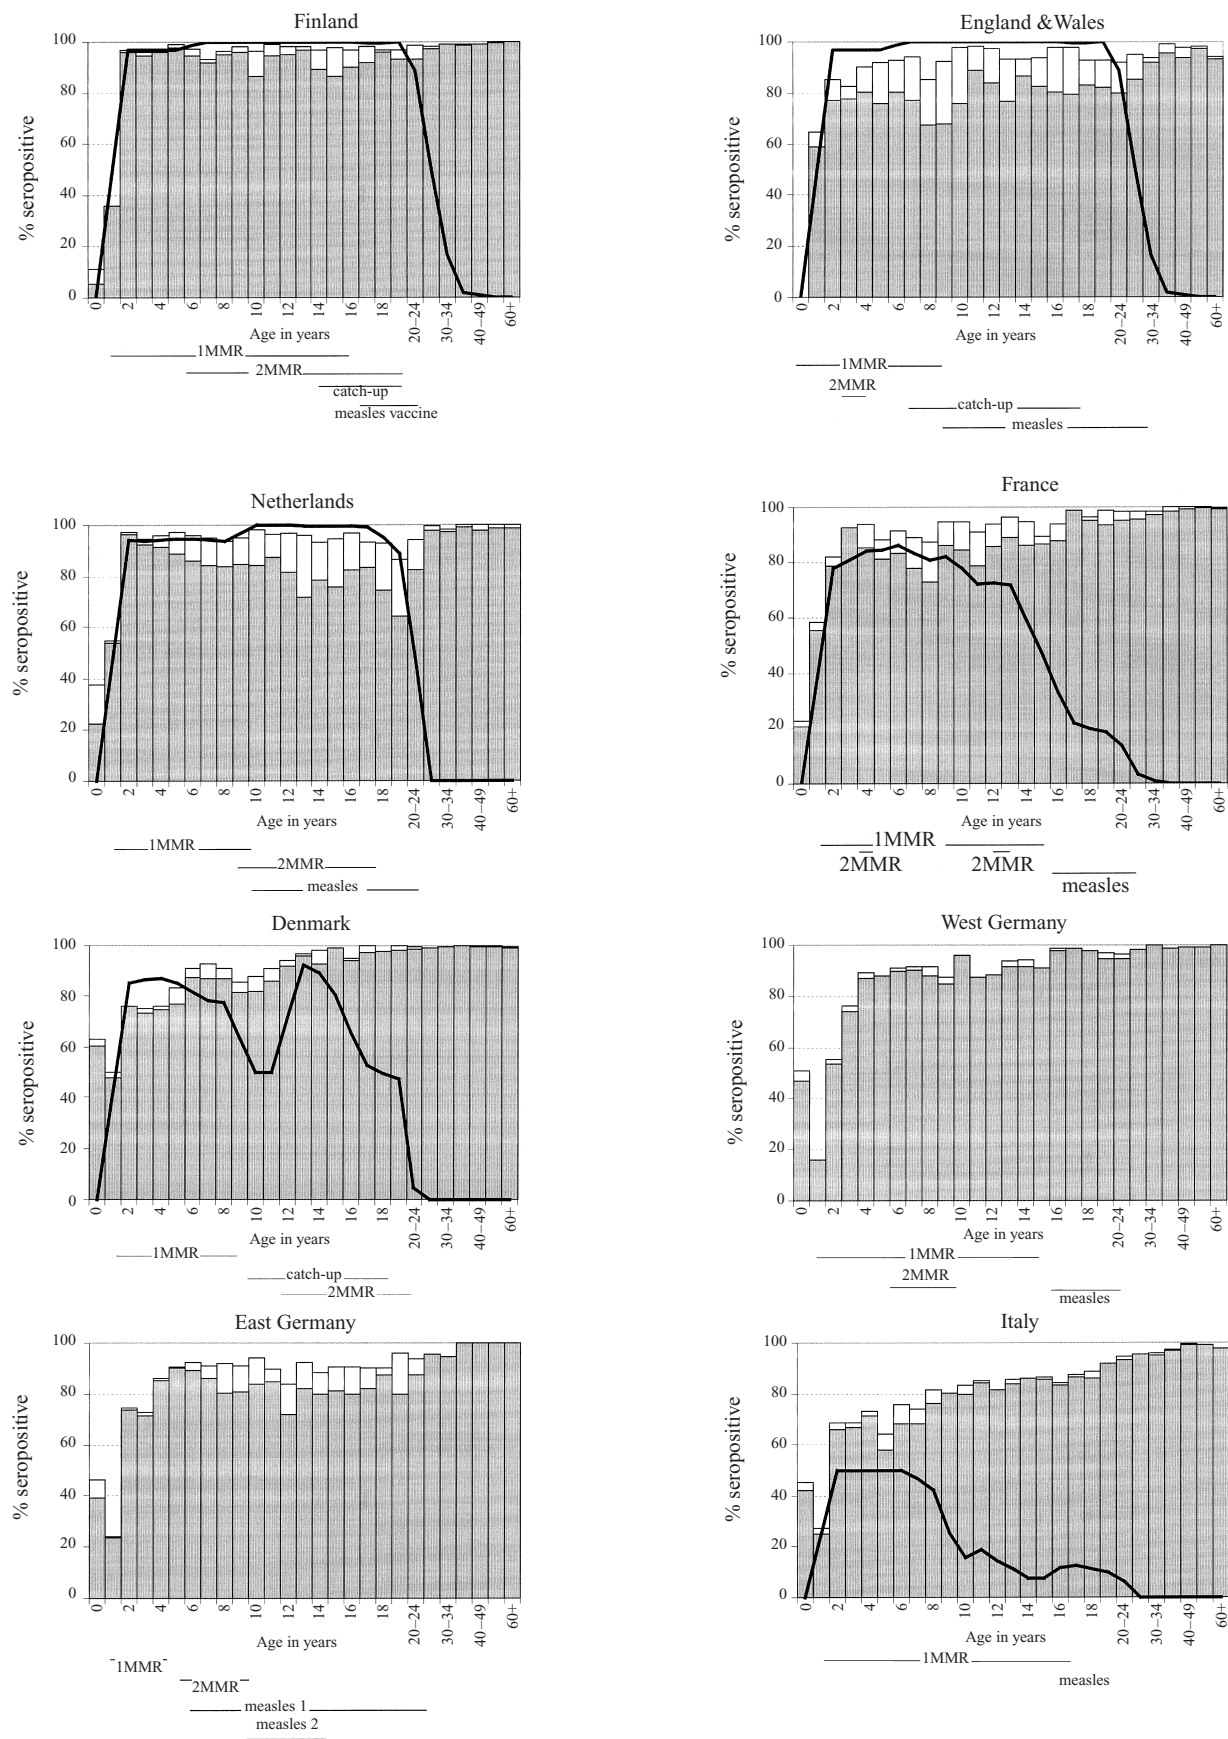 Finland
% seropositive
100
80
60
40
20
0
0 2 4 6 8 10 12 14 16 18 20–24 30–34 40–49 60+
Age in years
1MMR
2MMR
catch-up
measles vaccine
England &Wales
% seropositive
100
80
60
40
20
0
0 2 4 6 8 10 12 14 16 18 20–24 30–34 40–49 60+
Age in years
1MMR
2MMR
catch-up
measles
Netherlands
% seropositive
100
80
60
40
20
0
0 2 4 6 8 10 12 14 16 18 20–24 30–34 40–49 60+
Age in years
1MMR
2MMR
measles
France
% seropositive
100
80
60
40
20
0
0 2 4 6 8 10 12 14 16 18 20–24 30–34 40–49 60+
Age in years
1MMR
2MMR 2MMR
measles
Denmark
% seropositive
100
80
60
40
20
0
0 2 4 6 8 10 12 14 16 18 20–24 30–34 40–49 60+
Age in years
1MMR
catch-up
2MMR
West Germany
% seropositive
100
80
60
40
20
0
0 2 4 6 8 10 12 14 16 18 20–24 30–34 40–49 60+
Age in years
1MMR
2MMR
measles
East Germany
% seropositive
100
80
60
40
20
0
0 2 4 6 8 10 12 14 16 18 20–24 30–34 40–49 60+
Age in years
1MMR
2MMR
measles 1
measles 2
Italy
% seropositive
100
80
60
40
20
0
0 2 4 6 8 10 12 14 16 18 20–24 30–34 40–49 60+
Age in years
1MMR
measles